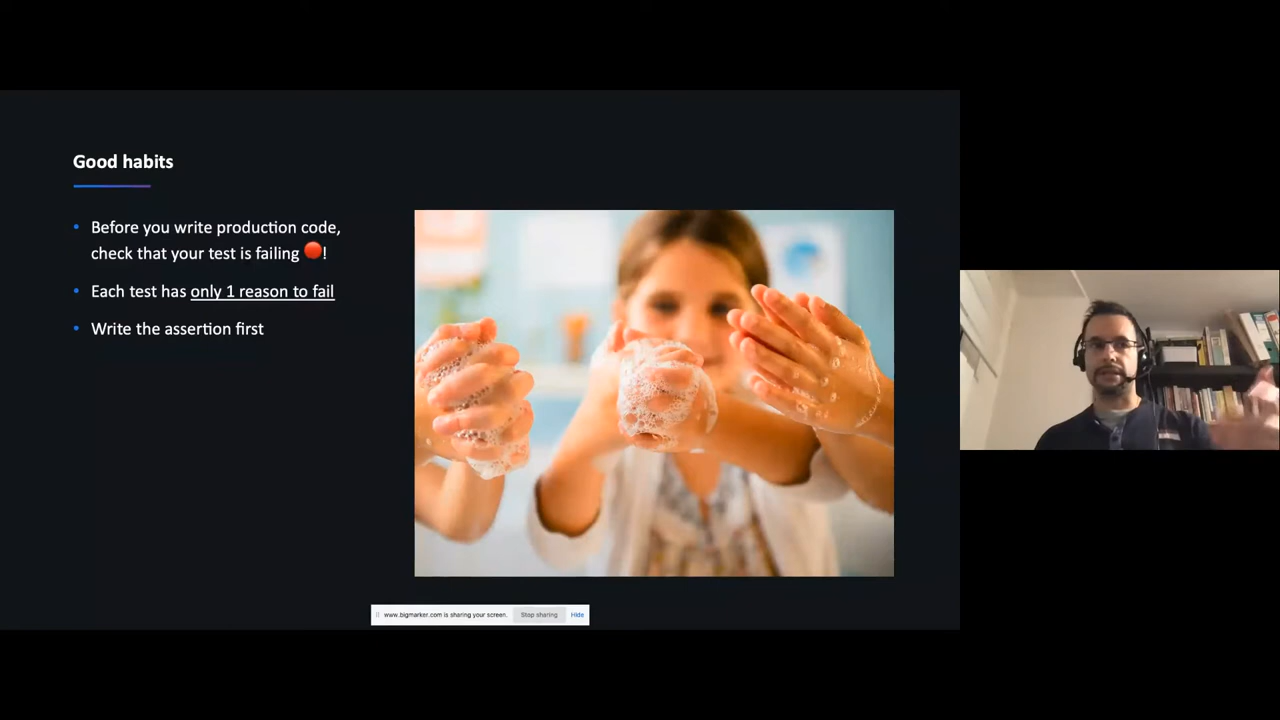 Good habits
• Before you write production code,
check that your test is failing 🔴!
• Each test has only 1 reason to fail
• Write the assertion first
www.bigmarker.com is sharing your screen. Stop sharing Hide